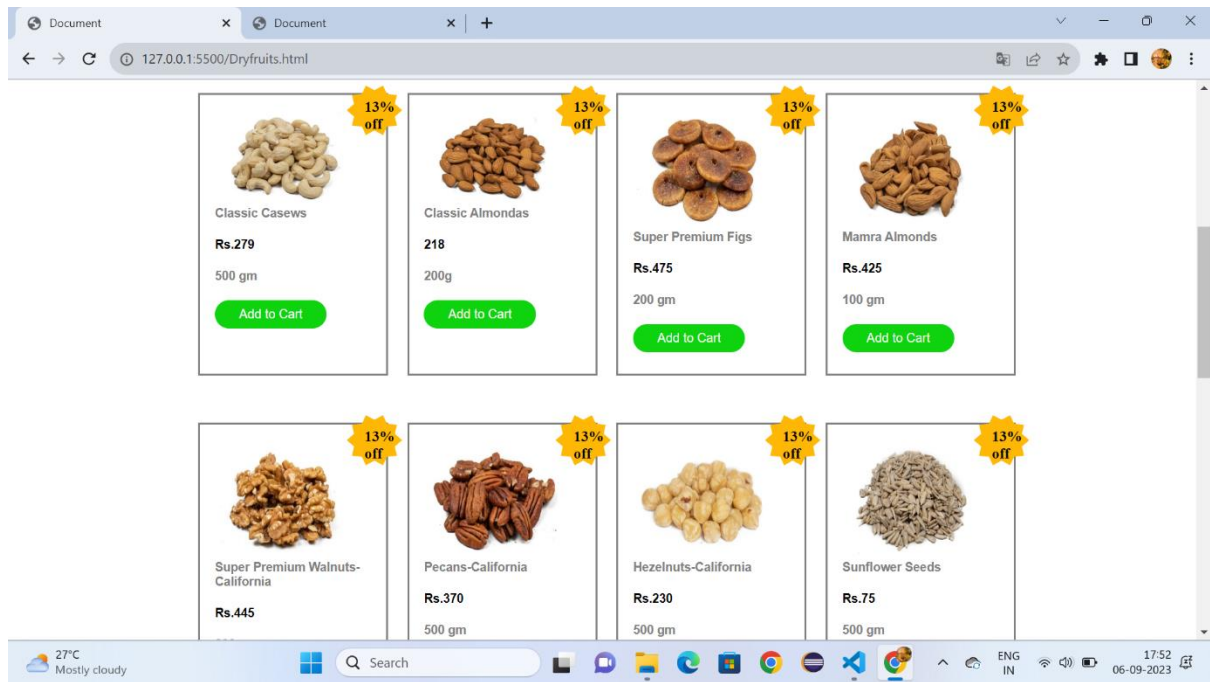 Document
Document
127.0.0.1:5500/Dryfruits.html
13%
off
13%
off
13%
off
13%
off
Classic Casews
Rs.279
500 gm
Add to Cart
Classic Almondas
218
200g
Add to Cart
Super Premium Figs
Rs.475
200 gm
Add to Cart
Mamra Almonds
Rs.425
100 gm
Add to Cart
13%
off
13%
off
13%
off
13%
off
Super Premium Walnuts-
California
Rs.445
Pecans-California
Rs.370
500 gm
Hezelnuts-California
Rs.230
500 gm
Sunflower Seeds
Rs.75
500 gm
27°C
Mostly cloudy
Search
ENG
IN
17:52
06-09-2023